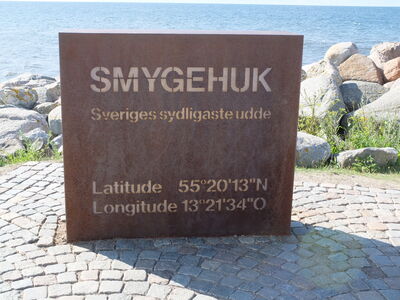 SMYGEHUK
Sveriges sydligaste udde
Latitude 55°20'13"N
Longitude 13°21'34"O